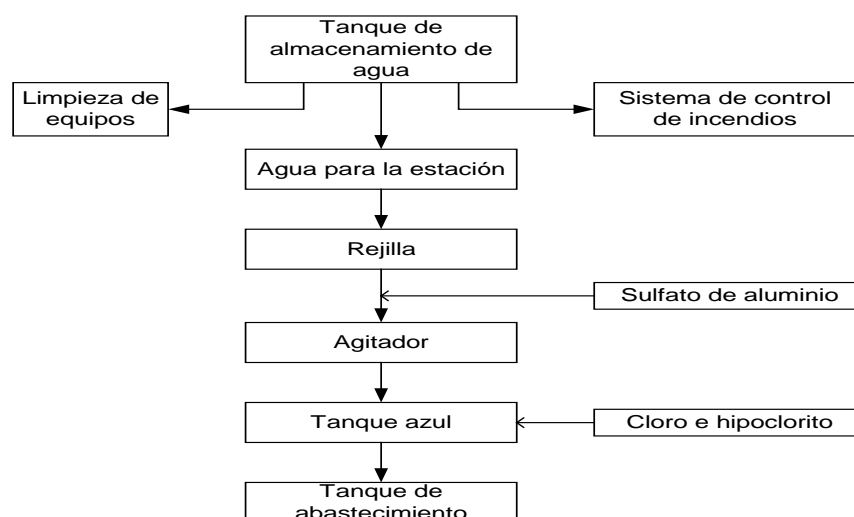 Tanque de
almacenamiento de
agua
Limpieza de
equipos
Sistema de control
de incendios
Agua para la estación
Rejilla
Sulfato de aluminio
Agitador
Tanque azul
Cloro e hipoclorito
Tanque de
abastecimiento